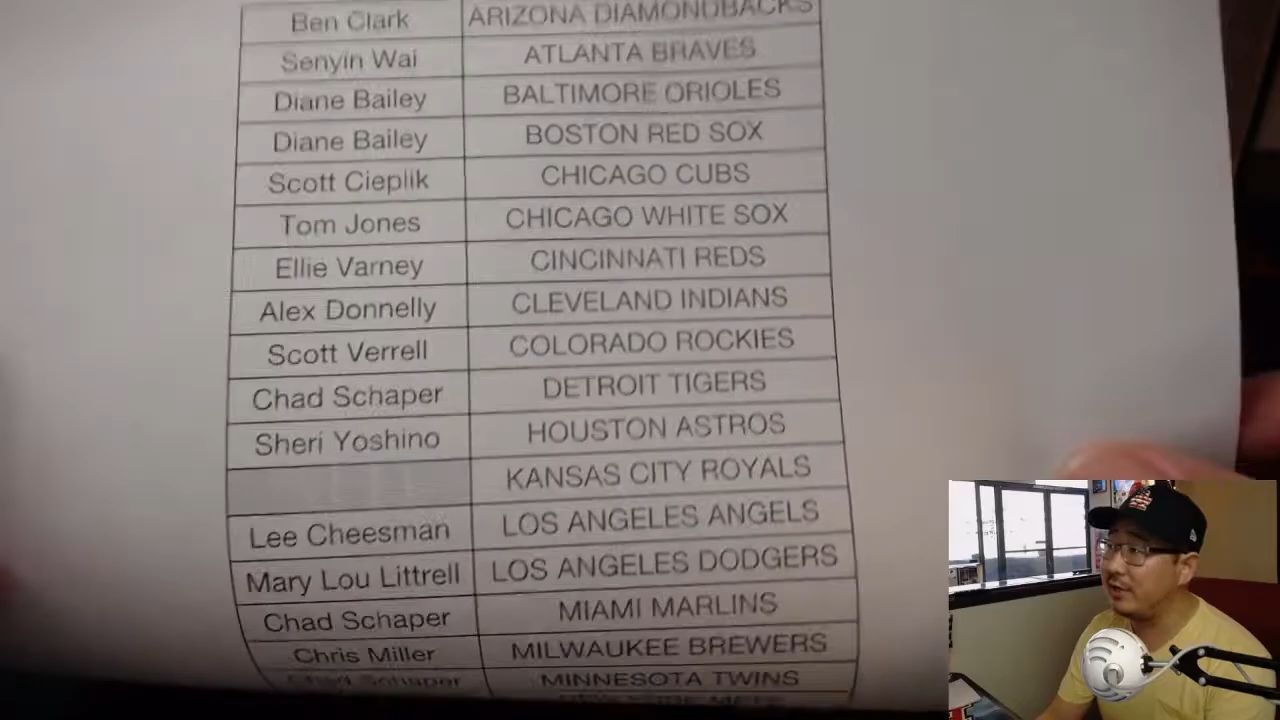 Ben Clark ARIZONA DIAMONDBACKS
Senyin Wai ATLANTA BRAVES
Diane Bailey BALTIMORE ORIOLES
Diane Bailey BOSTON RED SOX
Scott Cieplik CHICAGO CUBS
Tom Jones CHICAGO WHITE SOX
Ellie Varney CINCINNATI REDS
Alex Donnelly CLEVELAND INDIANS
Scott Verrell COLORADO ROCKIES
Chad Schaper DETROIT TIGERS
Sheri Yoshino HOUSTON ASTROS
KANSAS CITY ROYALS
Lee Cheesman LOS ANGELES ANGELS
Mary Lou Littrell LOS ANGELES DODGERS
Chad Schaper MIAMI MARLINS
Chris Miller MILWAUKEE BREWERS
Chad Schaper MINNESOTA TWINS